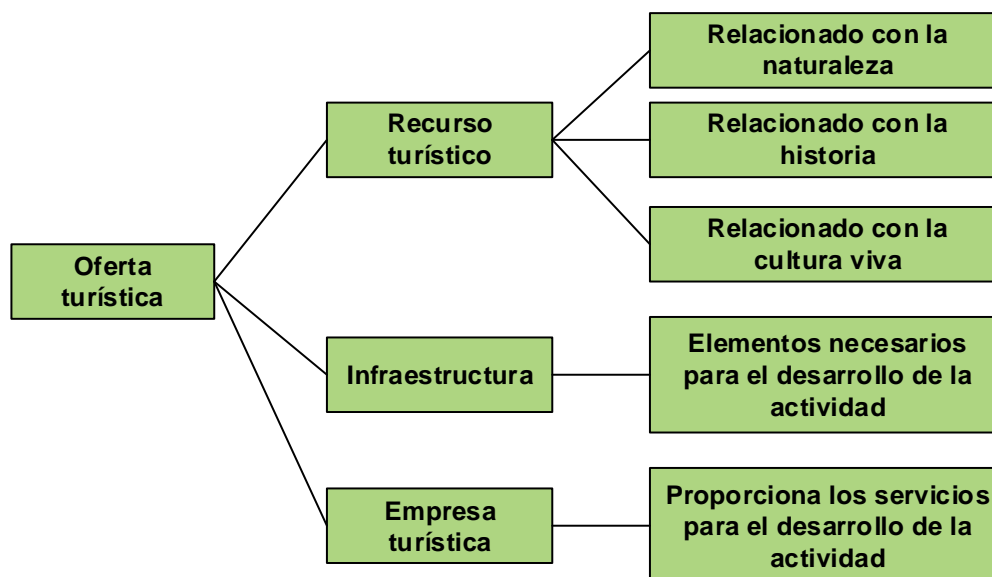 Oferta
turística
Recurso
turístico
Relacionado con la
naturaleza
Relacionado con la
historia
Relacionado con la
cultura viva
Infraestructura
Elementos necesarios
para el desarrollo de la
actividad
Empresa
turística
Proporciona los servicios
para el desarrollo de la
actividad